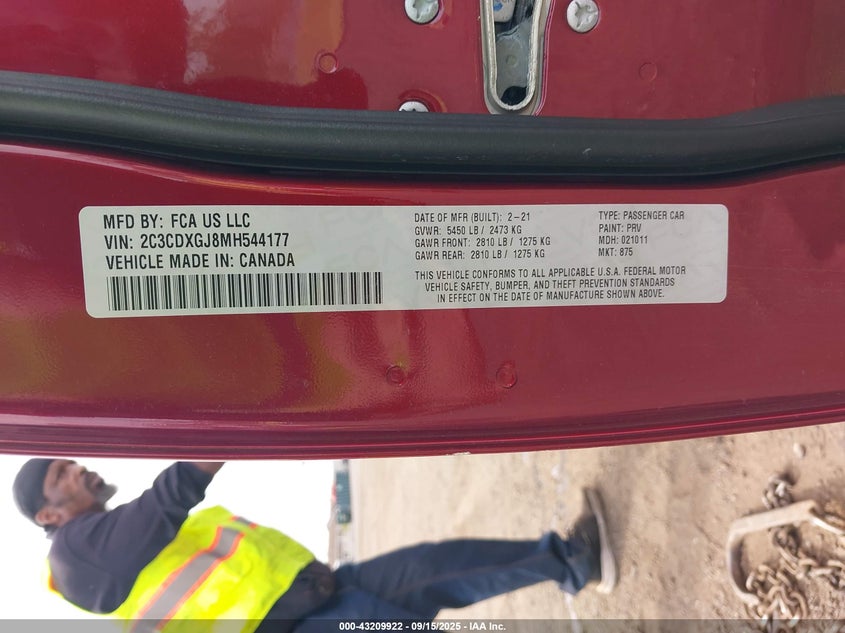 MFD BY: FCA US LLC
VIN: 2C3CDXGJ8MH544177
VEHICLE MADE IN: CANADA
DATE OF MFR (BUILT): 2-21
GVWR: 5450 LB / 2473 KG
GAWR FRONT: 2810 LB / 1275 KG
GAWR REAR: 2810 LB / 1275 KG
TYPE: PASSENGER CAR
PAINT: PRV
MDH: 021011
MKT: 875
THIS VEHICLE CONFORMS TO ALL APPLICABLE U.S.A. FEDERAL MOTOR
VEHICLE SAFETY, BUMPER, AND THEFT PREVENTION STANDARDS
IN EFFECT ON THE DATE OF MANUFACTURE SHOWN ABOVE.
000-43209922 - 09/15/2025 - IAA Inc.